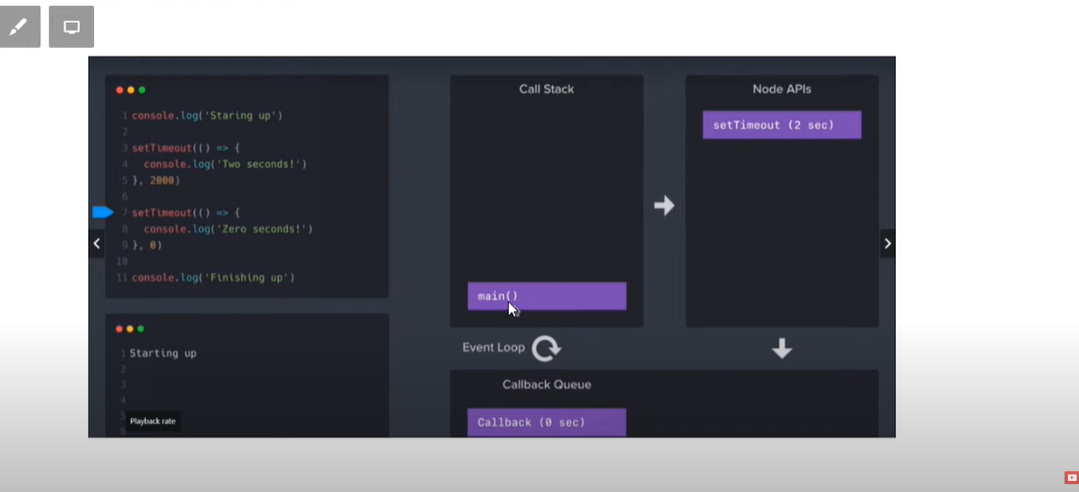 1 console.log('Staring up')
2
3 setTimeout(() => {
4 console.log('Two seconds!')
5 }, 2000)
6
7 setTimeout(() => {
8 console.log('Zero seconds!')
9 }, 0)
10
11 console.log('Finishing up')
1 Starting up
2
3
4
5
6
Playback rate
Call Stack
main()
Node APIs
setTimeout (2 sec)
Event Loop
Callback Queue
Callback (0 sec)